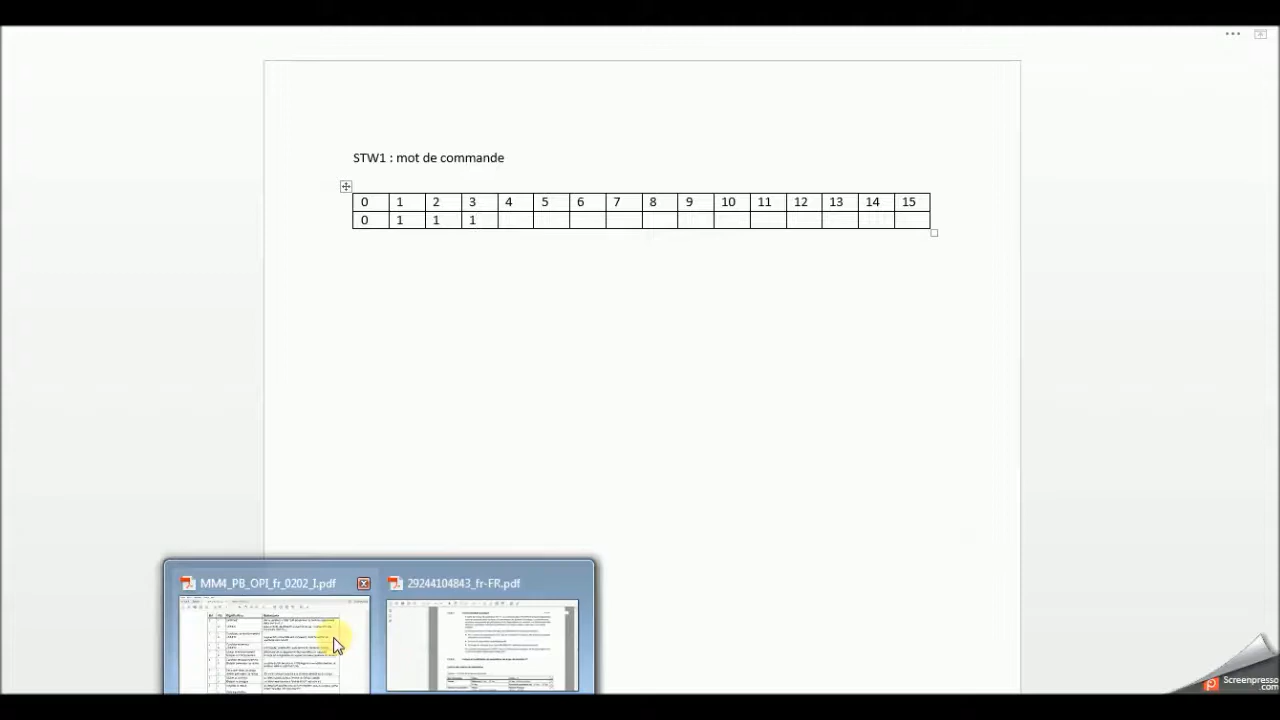 STW1 : mot de commande
0 1 2 3 4 5 6 7 8 9 10 11 12 13 14 15
0 1 1 1
MM4_PB_OPI_fr_0202_I.pdf
29244104843_fr-FR.pdf
Screenpresso
.com